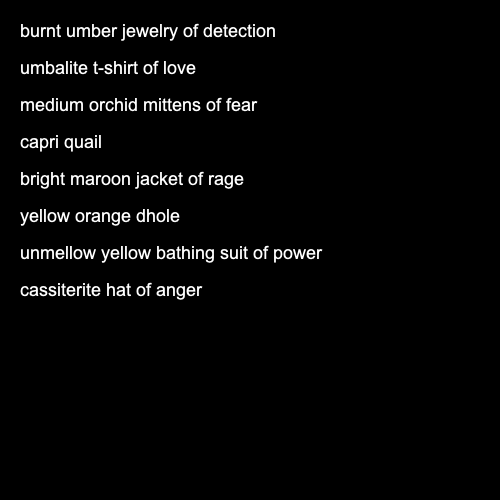 burnt umber jewelry of detection
umbalite t-shirt of love
medium orchid mittens of fear
capri quail
bright maroon jacket of rage
yellow orange dhole
unmellow yellow bathing suit of power
cassiterite hat of anger